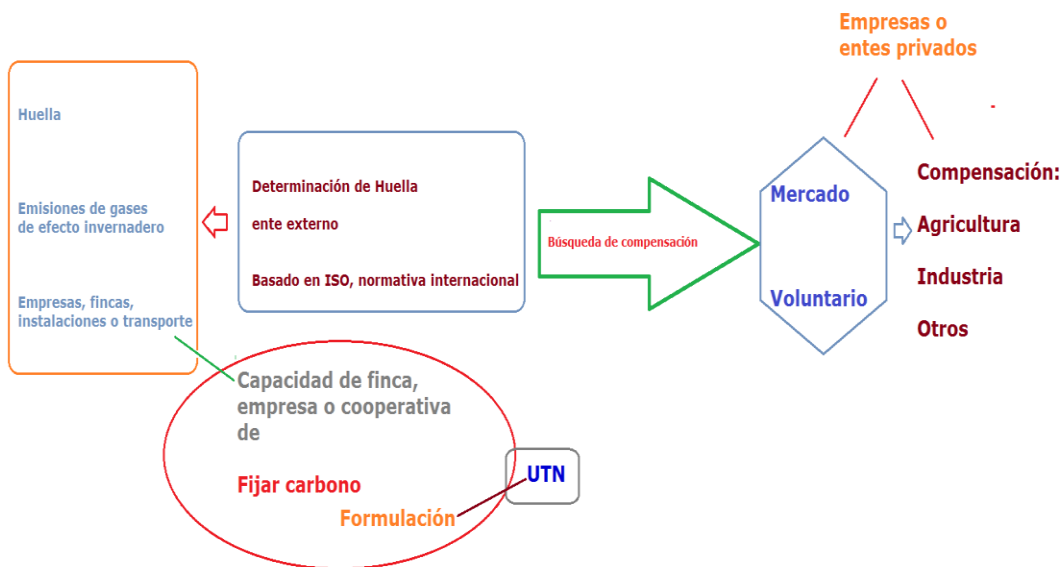 Empresas o
entes privados
Huella
Emisiones de gases
de efecto invernadero
Empresas, fincas,
instalaciones o transporte
Determinación de Huella
ente externo
Basado en ISO, normativa internacional
Búsqueda de compensación
Mercado
Voluntario
Compensación:
Agricultura
Industria
Otros
Capacidad de finca,
empresa o cooperativa
de
Fijar carbono
Formulación
UTN